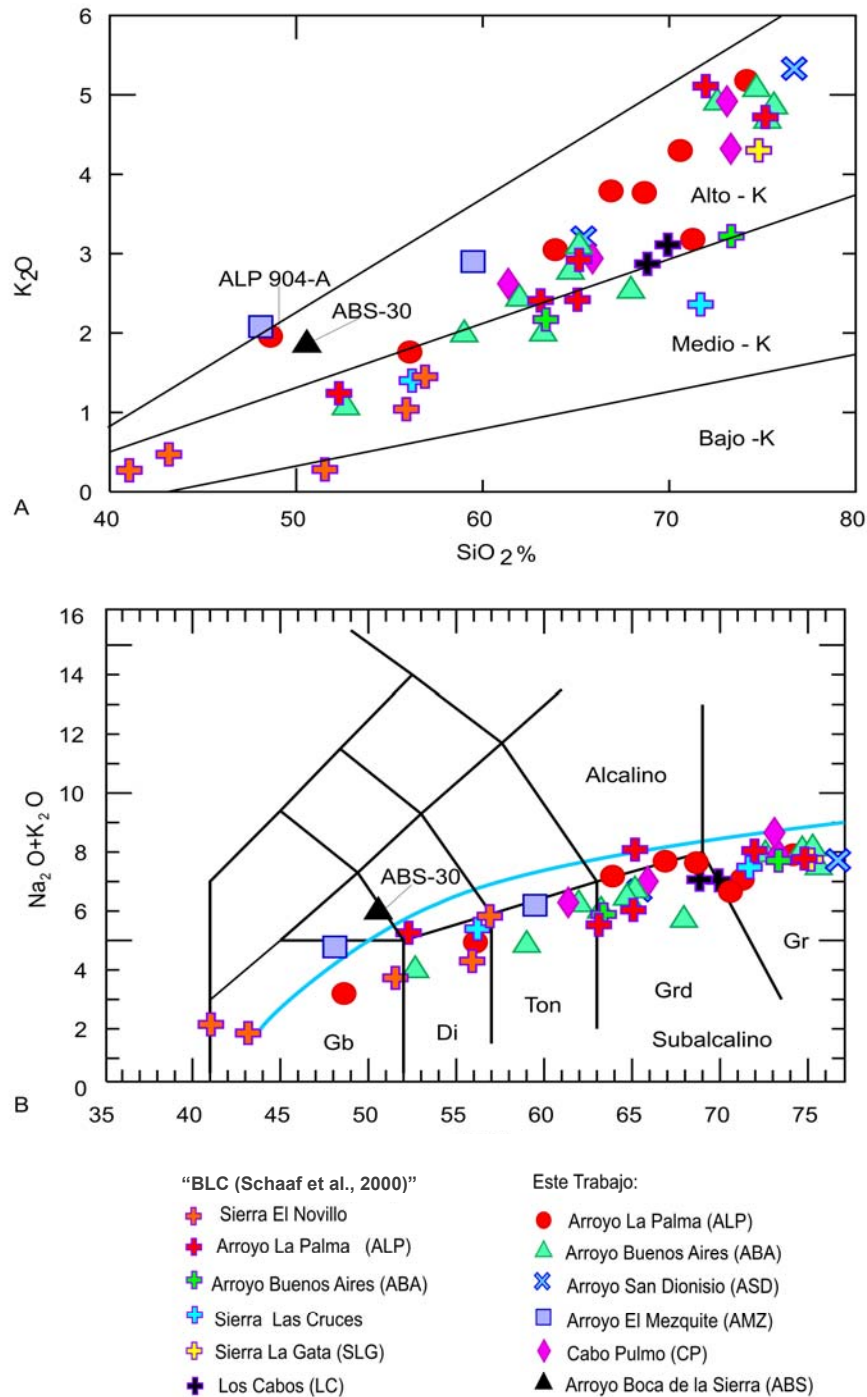 6
5
4
3
2
1
0
K2O
ALP 904-A
ABS-30
Alto - K
Medio - K
Bajo -K
A
40
50
60
70
80
SiO2%
16
14
12
10
8
6
4
2
0
Na2O+K2O
Alcalino
ABS-30
Gb
Di
Ton
Grd
Gr
Subalcalino
B
35
40
45
50
55
60
65
70
75
“BLC (Schaaf et al., 2000)”
Sierra El Novillo
Arroyo La Palma (ALP)
Arroyo Buenos Aires (ABA)
Sierra Las Cruces
Sierra La Gata (SLG)
Los Cabos (LC)
Este Trabajo:
Arroyo La Palma (ALP)
Arroyo Buenos Aires (ABA)
Arroyo San Dionisio (ASD)
Arroyo El Mezquite (AMZ)
Cabo Pulmo (CP)
Arroyo Boca de la Sierra (ABS)